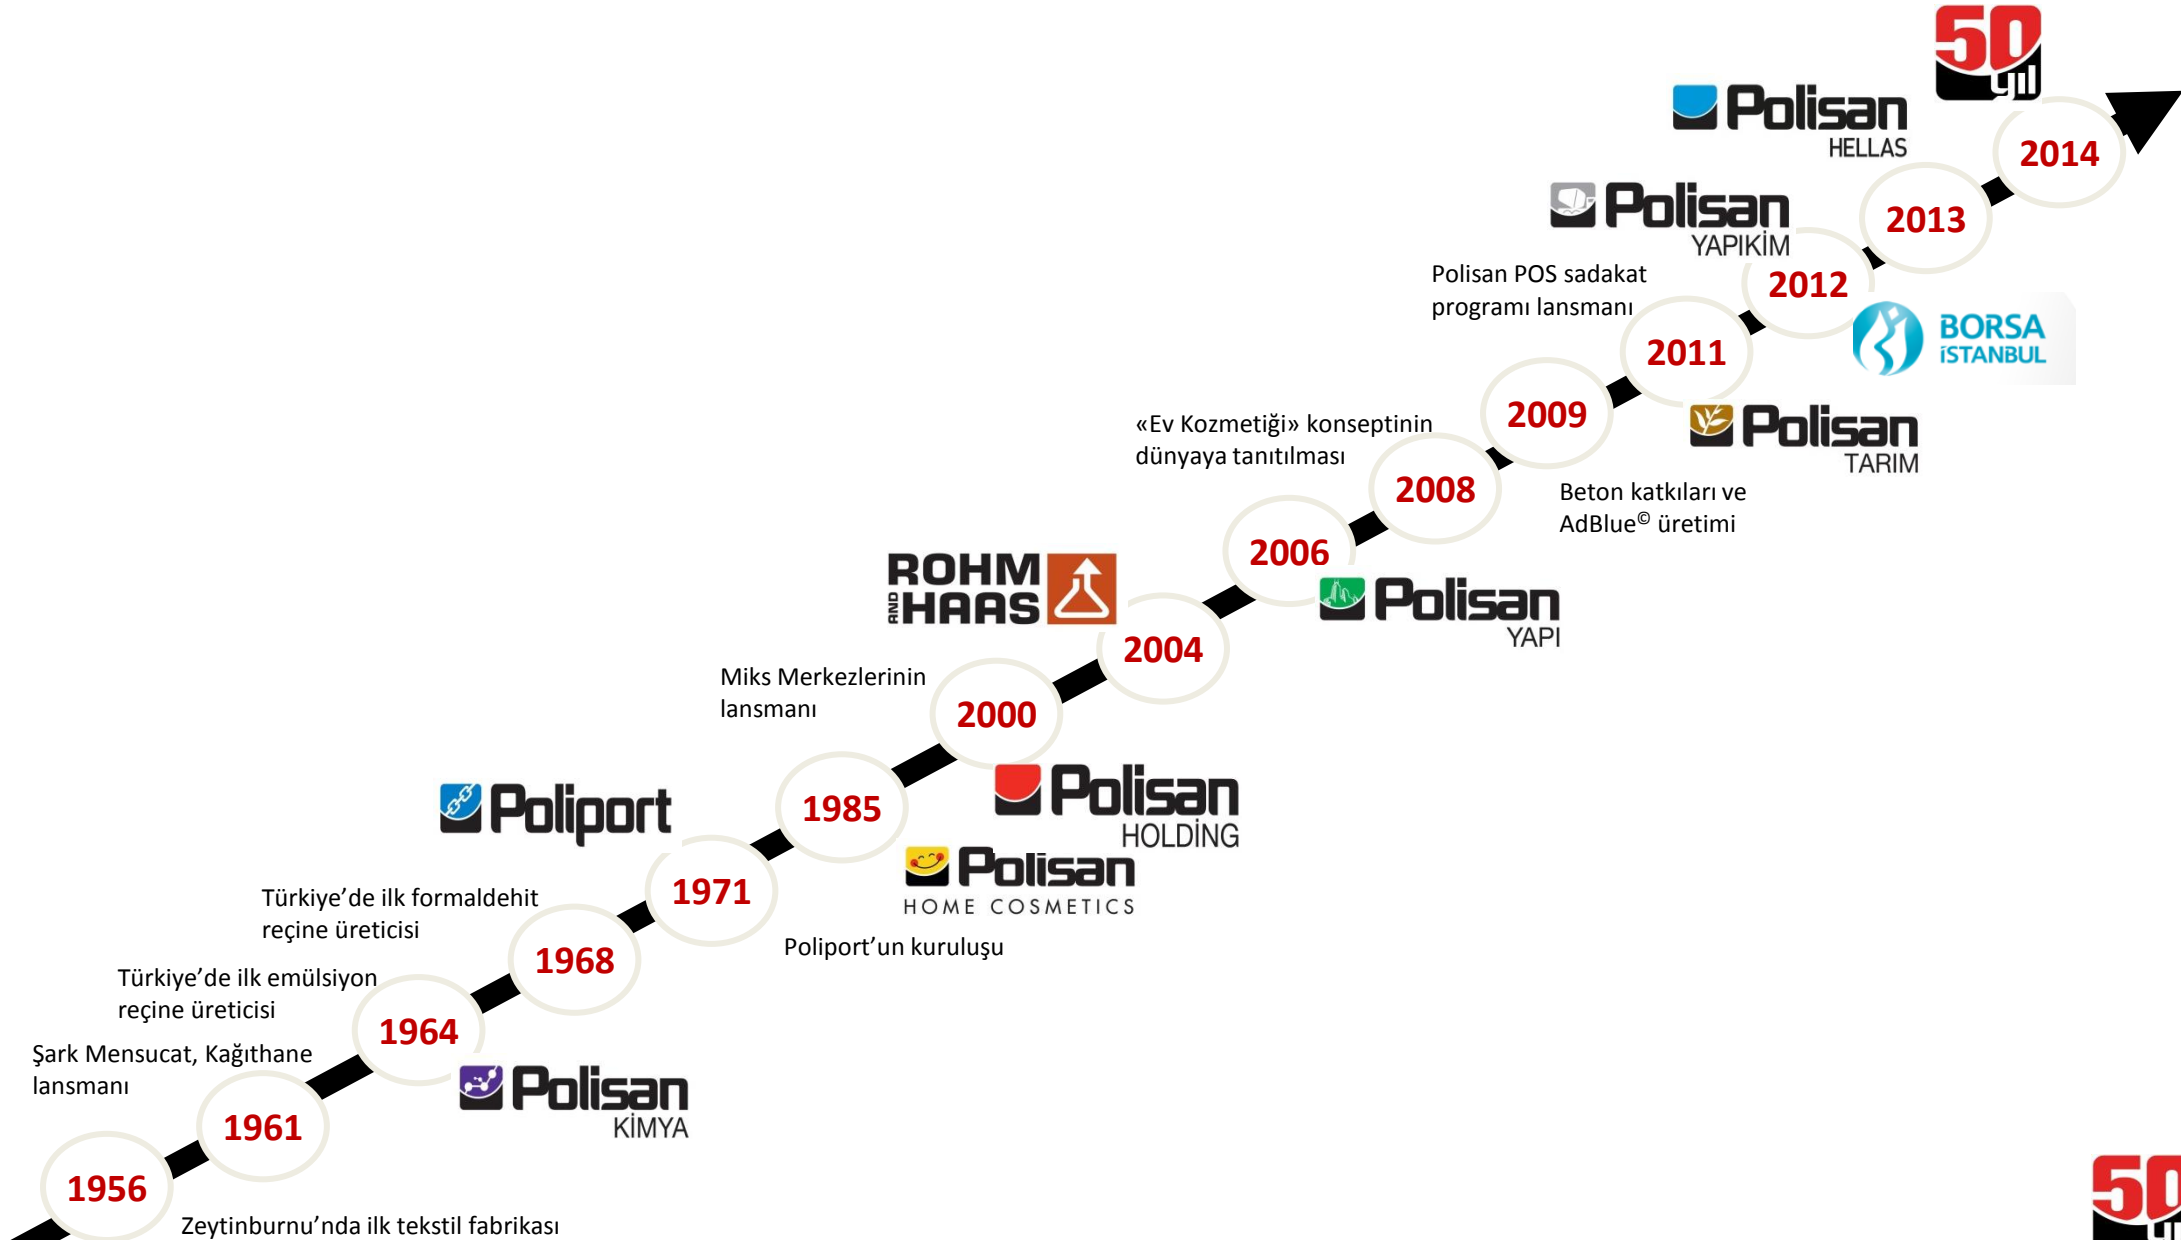 50
yıl
Polisan
HELLAS
2014
Polisan
YAPIKİM
2013
Polisan POS sadakat
programı lansmanı
2012
BORSA
İSTANBUL
2011
«Ev Kozmetiği» konseptinin
dünyaya tanıtılması
2009
Polisan
TARIM
2008
Beton katkıları ve
AdBlue© üretimi
2006
ROHM
AND HAAS
Polisan
YAPI
2004
Miks Merkezlerinin
lansmanı
2000
Poliport
1985
Polisan
HOLDİNG
Polisan
HOME COSMETICS
1971
Türkiye’de ilk formaldehit
reçine üreticisi
Poliport’un kuruluşu
1968
Türkiye’de ilk emülsiyon
reçine üreticisi
1964
Şark Mensucat, Kağıthane
lansmanı
Polisan
KİMYA
1961
1956
Zeytinburnu’nda ilk tekstil fabrikası
50